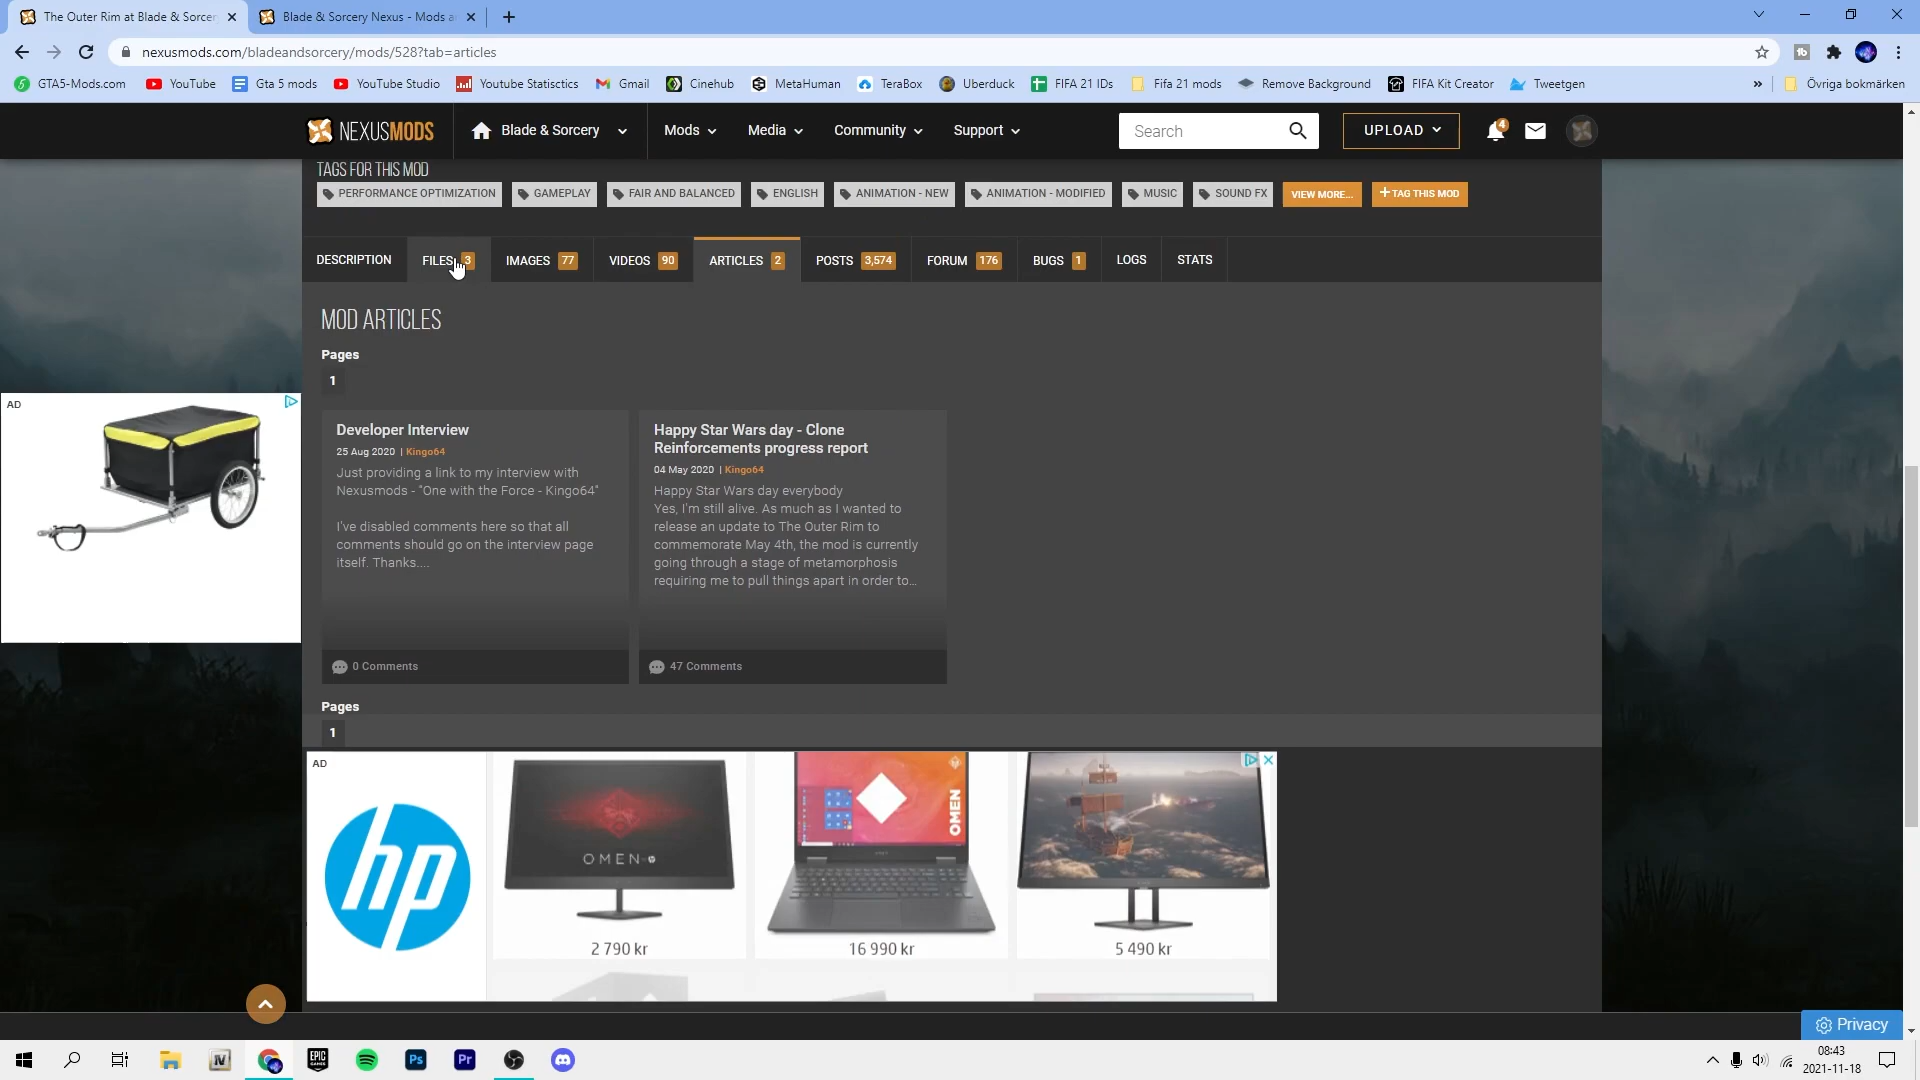 The Outer Rim at Blade & Sorcer
Blade & Sorcery Nexus - Mods a
nexusmods.com/bladeandsorcery/mods/528?tab=articles
GTA5-Mods.com
YouTube
Gta 5 mods
YouTube Studio
Youtube Statisctics
Gmail
Cinehub
MetaHuman
TeraBox
Uberduck
FIFA 21 IDs
Fifa 21 mods
Remove Background
FIFA Kit Creator
Tweetgen
»
Övriga bokmärken
NEXUSMODS
Blade & Sorcery
Mods
Media
Community
Support
Search
UPLOAD
4
TAGS FOR THIS MOD
PERFORMANCE OPTIMIZATION
GAMEPLAY
FAIR AND BALANCED
ENGLISH
ANIMATION - NEW
ANIMATION - MODIFIED
MUSIC
SOUND FX
VIEW MORE...
+TAG THIS MOD
DESCRIPTION
FILES 3
IMAGES 77
VIDEOS 90
ARTICLES 2
POSTS 3,574
FORUM 176
BUGS 1
LOGS
STATS
MOD ARTICLES
Pages
1
Developer Interview
25 Aug 2020 | Kingo64
Just providing a link to my interview with
Nexusmods - "One with the Force - Kingo64"
I've disabled comments here so that all
comments should go on the interview page
itself. Thanks....
0 Comments
Happy Star Wars day - Clone
Reinforcements progress report
04 May 2020 | Kingo64
Happy Star Wars day everybody
Yes, I'm still alive. As much as I wanted to
release an update to The Outer Rim to
commemorate May 4th, the mod is currently
going through a stage of metamorphosis
requiring me to pull things apart in order to...
47 Comments
Pages
1
AD
AD
hp
OMEN
2 790 kr
OMEN
16 990 kr
5 490 kr
Privacy
EPIC GAMES
Ps
Pr
08:43
2021-11-18